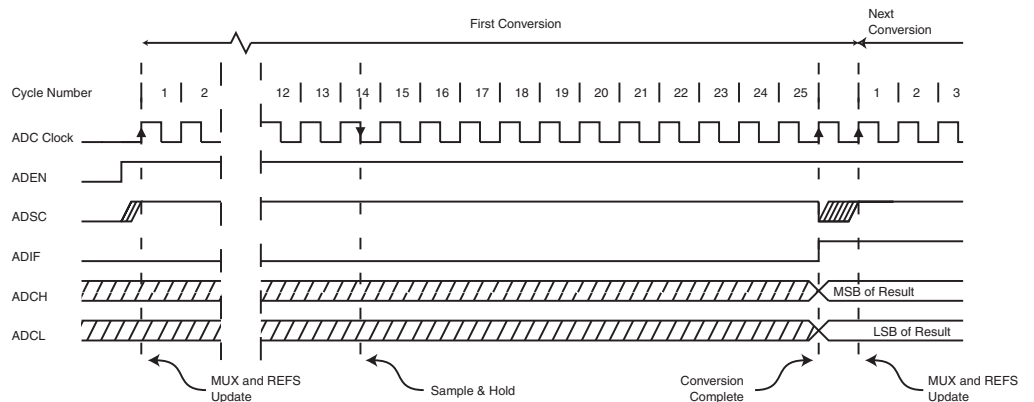 First Conversion
Next
Conversion
Cycle Number 1 2 12 13 14 15 16 17 18 19 20 21 22 23 24 25 1 2 3
ADC Clock
ADEN
ADSC
ADIF
ADCH
MSB of Result
ADCL
LSB of Result
MUX and REFS
Update
Sample & Hold
Conversion
Complete
MUX and REFS
Update